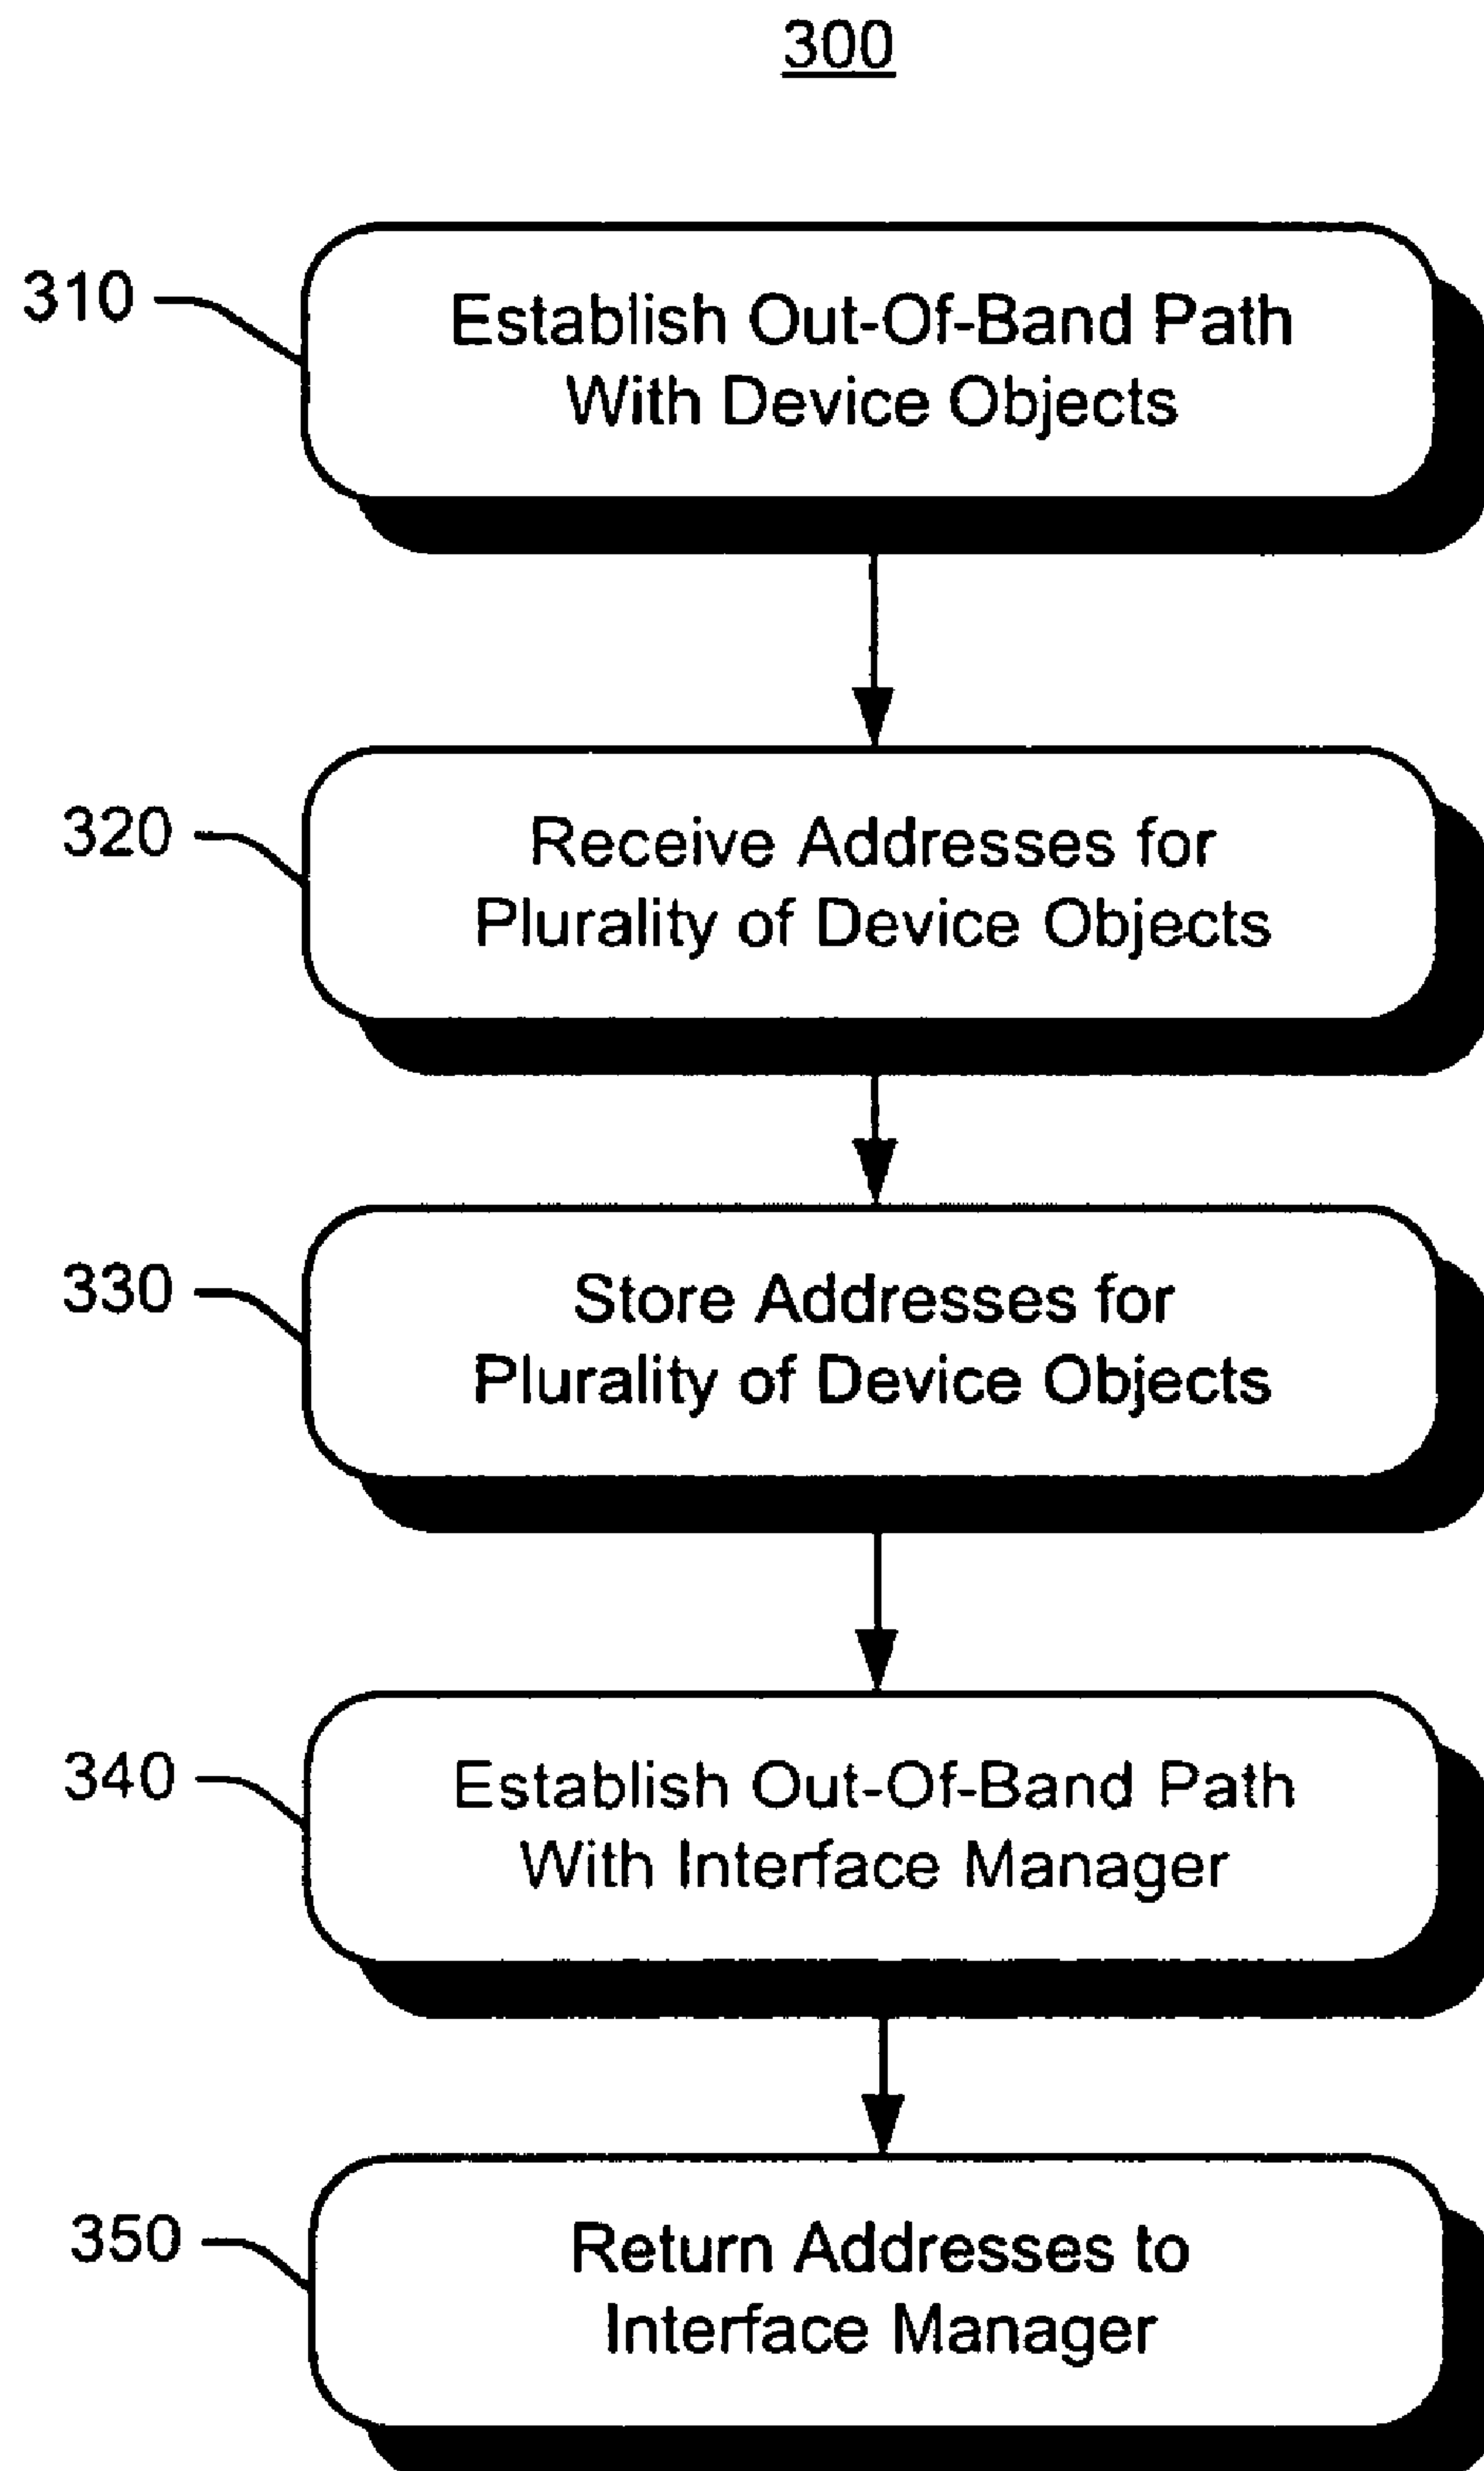 300
310
Establish Out-Of-Band Path
With Device Objects
320
Receive Addresses for
Plurality of Device Objects
330
Store Addresses for
Plurality of Device Objects
340
Establish Out-Of-Band Path
With Interface Manager
350
Return Addresses to
Interface Manager